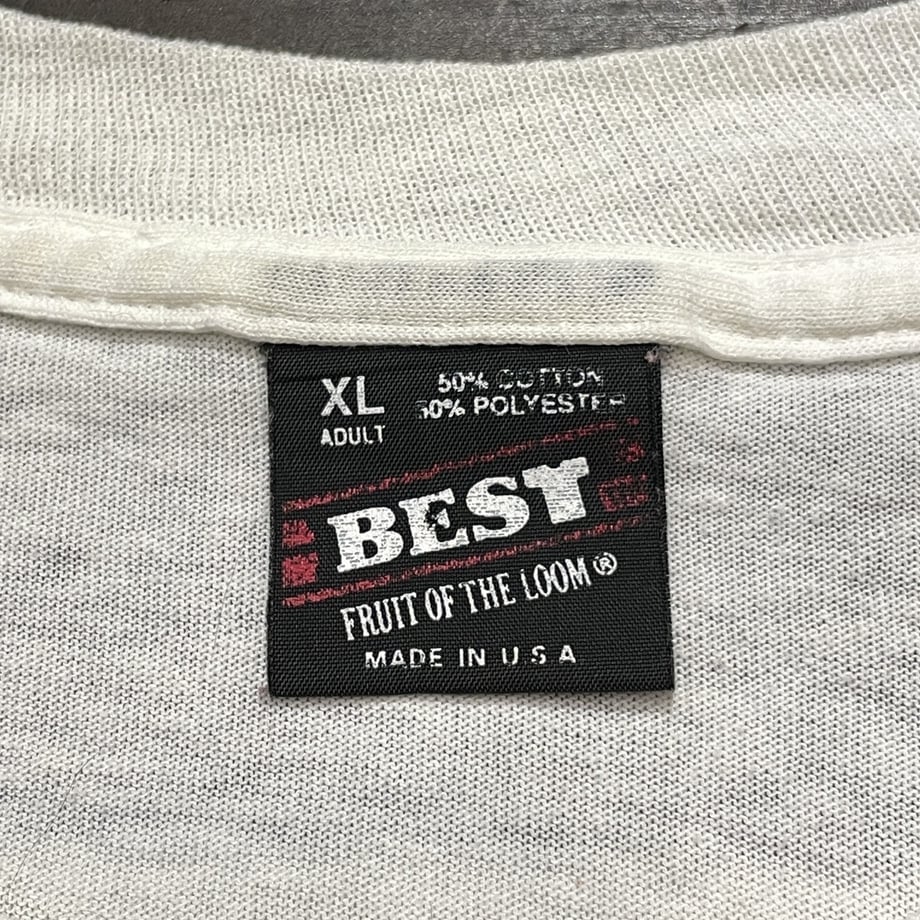 XL
ADULT
50% COTTON
50% POLYESTER
BEST
FRUIT OF THE LOOM®
MADE IN U.S.A